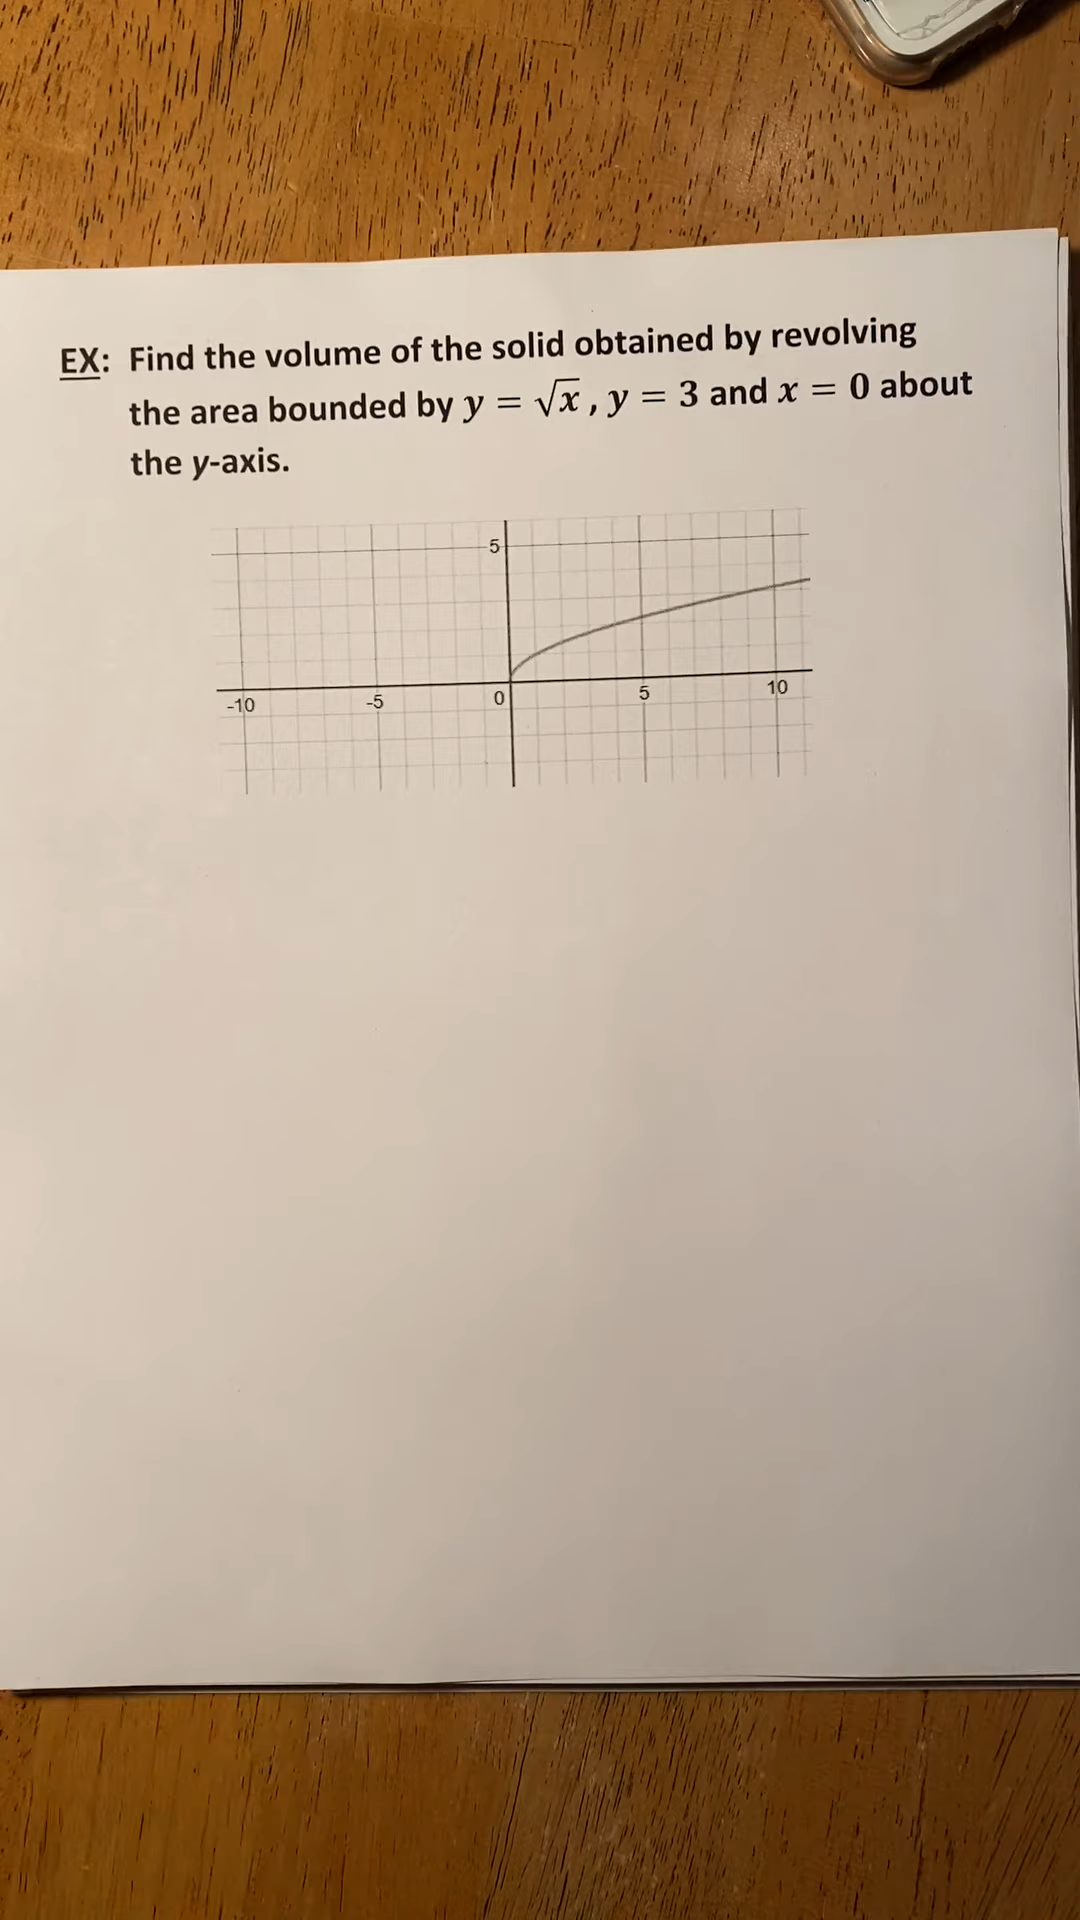 EX: Find the volume of the solid obtained by revolving
the area bounded by y = √x , y = 3 and x = 0 about
the y-axis.
5
-10 -5 0 5 10